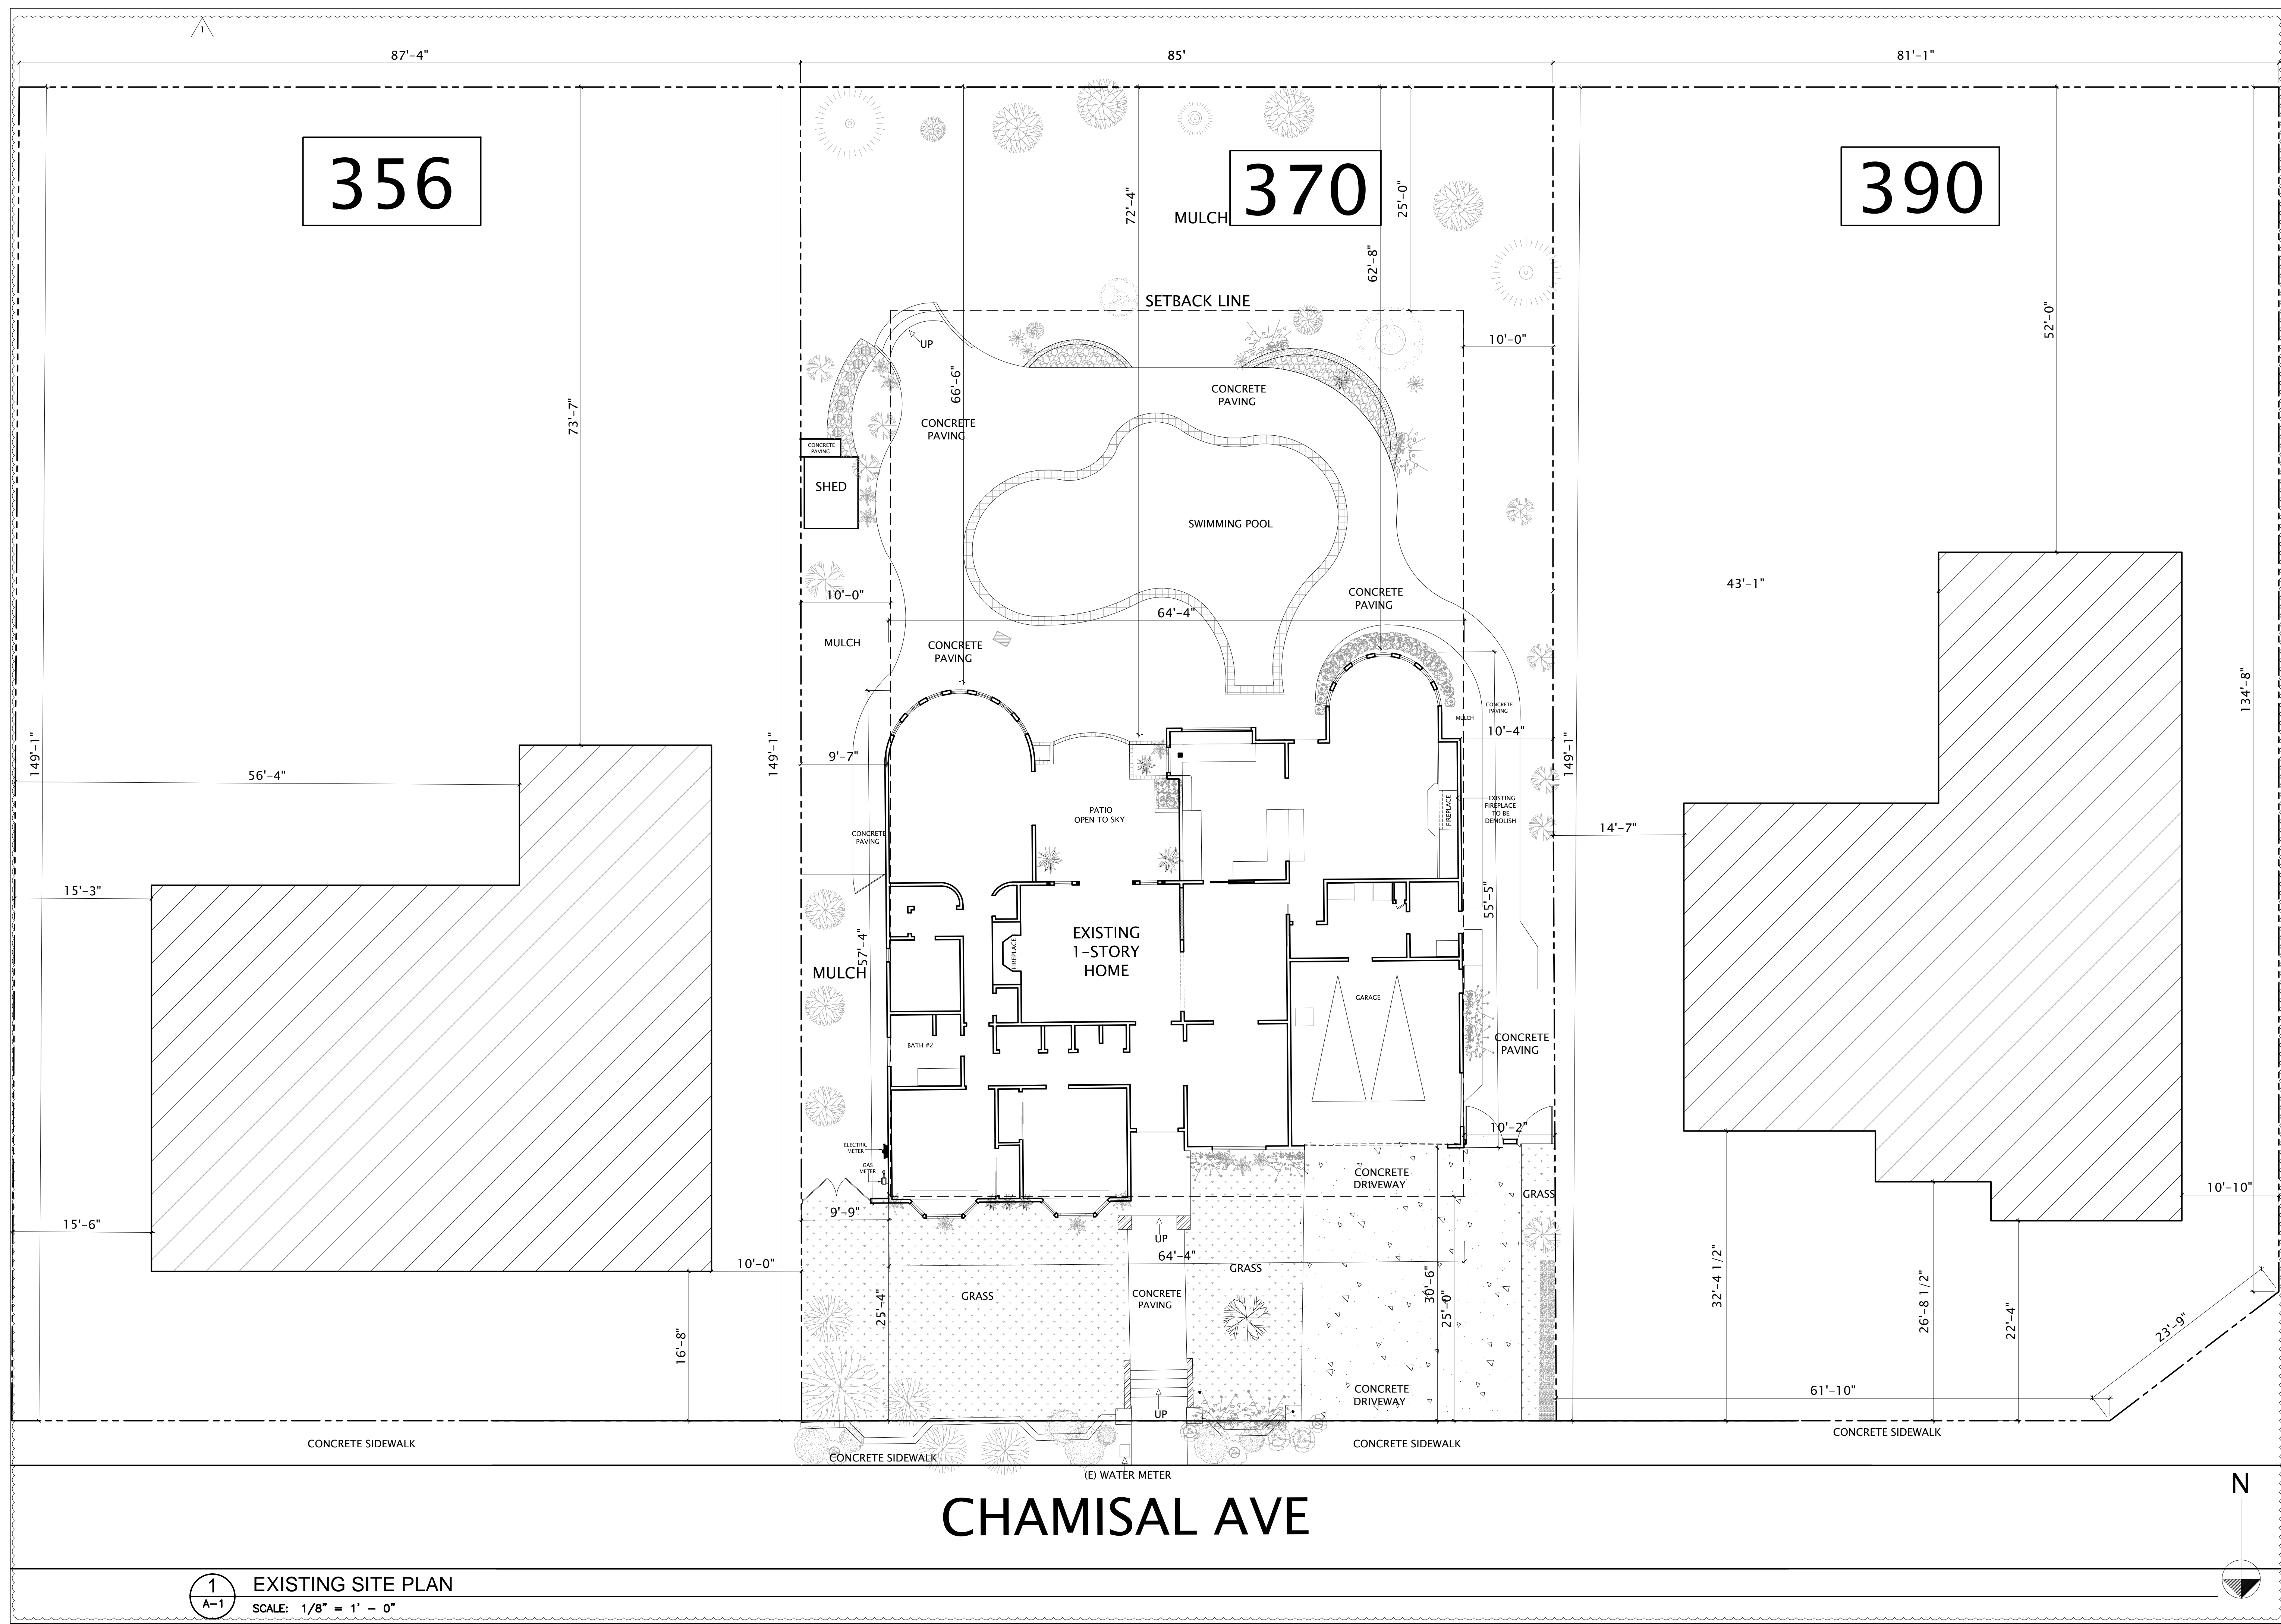 1
87'-4"
85'
81'-1"
356
370
390
MULCH
72'-4"
25'-0"
62'-8"
SETBACK LINE
52'-0"
UP
10'-0"
66'-6"
CONCRETE
PAVING
CONCRETE
PAVING
73'-7"
CONCRETE
PAVING
SHED
SWIMMING POOL
43'-1"
10'-0"
CONCRETE
PAVING
64'-4"
MULCH
CONCRETE
PAVING
134'-8"
CONCRETE
PAVING
MULCH
10'-4"
149'-1"
149'-1"
149'-1"
9'-7"
56'-4"
PATIO
OPEN TO SKY
FIREPLACE
EXISTING
FIREPLACE
TO BE
DEMOLISH
14'-7"
CONCRETE
PAVING
15'-3"
55'-5"
57'-4"
EXISTING
1-STORY
HOME
FIREPLACE
MULCH
GARAGE
BATH #2
CONCRETE
PAVING
10'-2"
ELECTRIC
METER
GAS
METER
CONCRETE
DRIVEWAY
GRASS
10'-10"
9'-9"
15'-6"
UP
64'-4"
10'-0"
GRASS
GRASS
CONCRETE
PAVING
25'-4"
30'-6"
25'-0"
32'-4 1/2"
26'-8 1/2"
22'-4"
23'-9"
16'-8"
CONCRETE
DRIVEWAY
61'-10"
UP
CONCRETE SIDEWALK
CONCRETE SIDEWALK
CONCRETE SIDEWALK
CONCRETE SIDEWALK
(E) WATER METER
N
CHAMISAL AVE
1
A-1
EXISTING SITE PLAN
SCALE: 1/8" = 1' - 0"